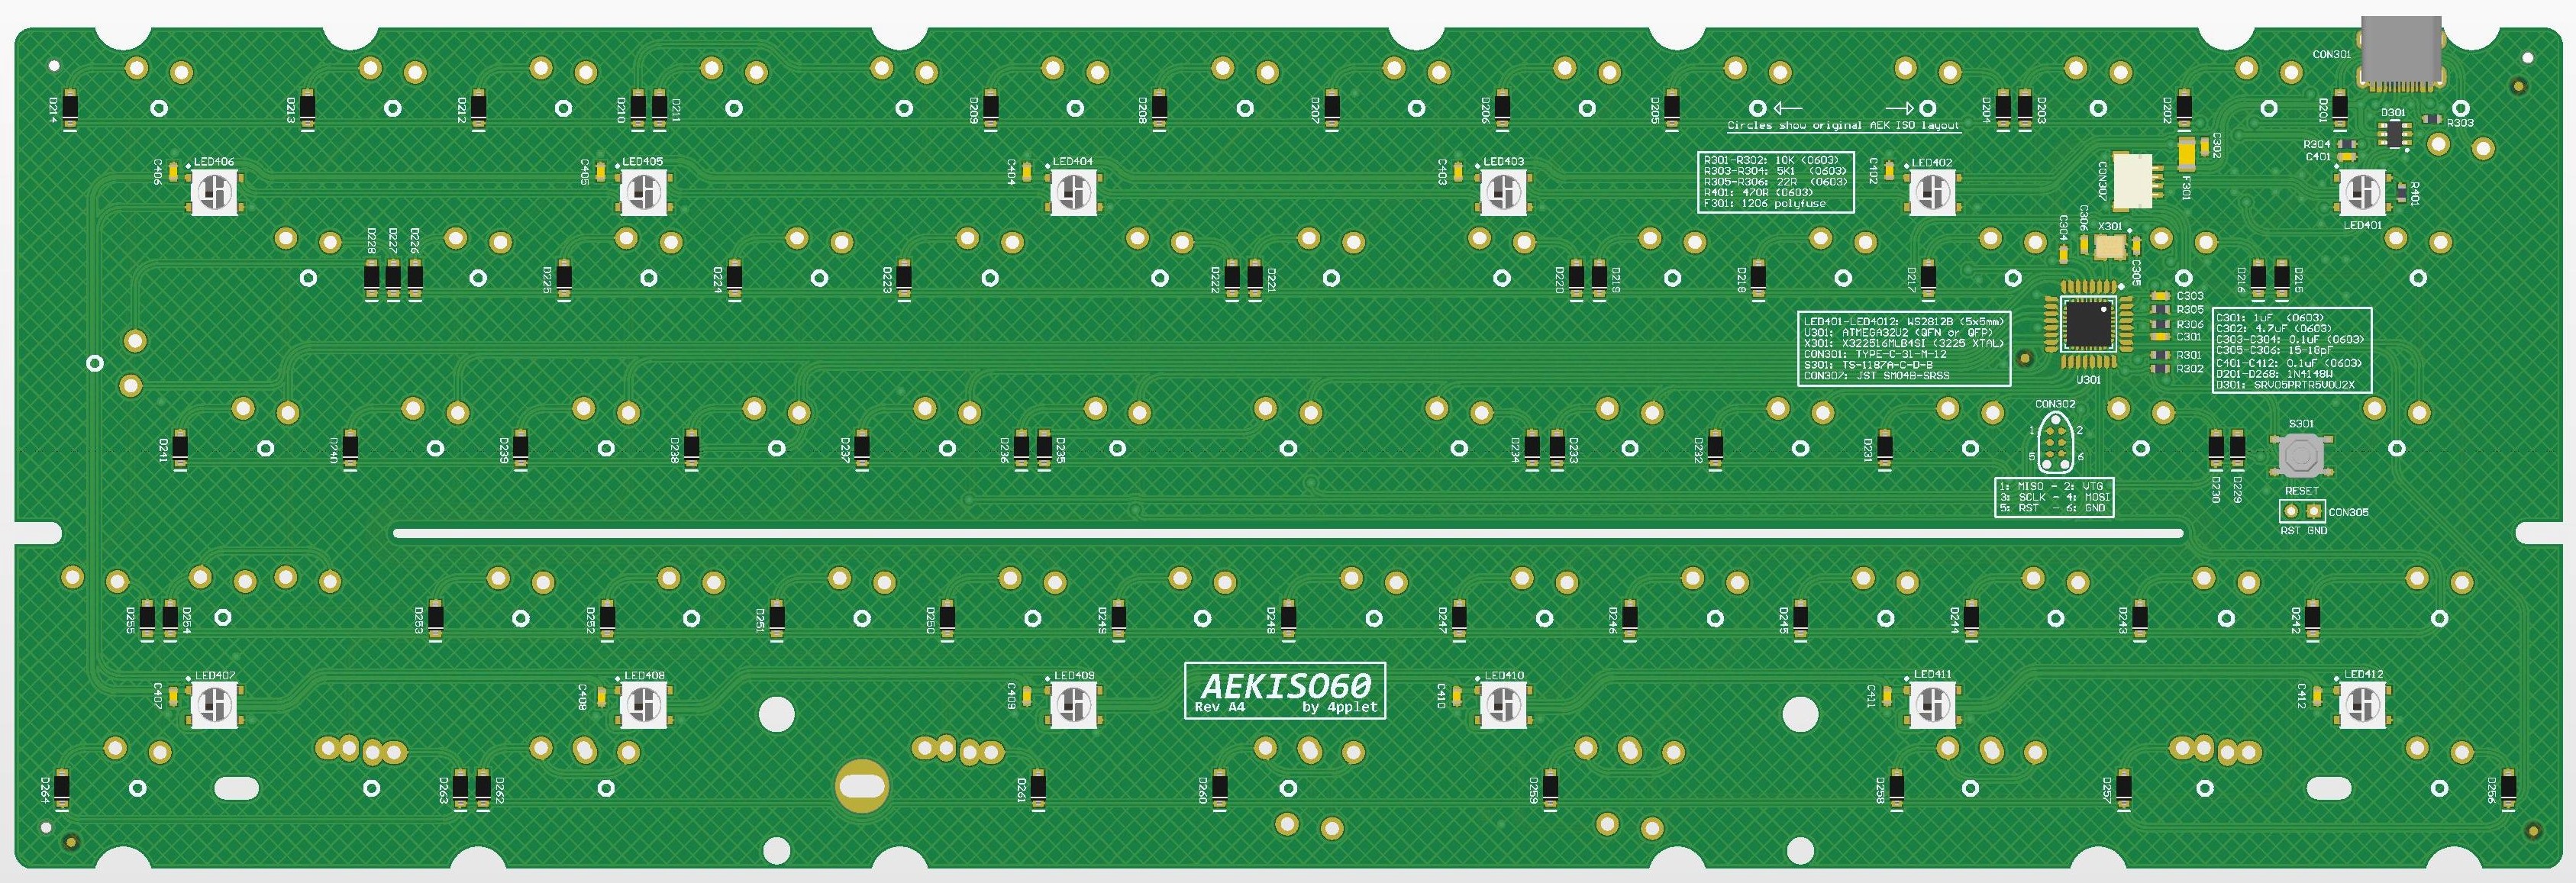 CON301
D214
D213
D212
D210
D211
D209
D208
D207
D206
D205
D204
D203
D202
D201
D301
R303
Circles show original AEK ISO layout
C302
R304
C401
C406
LED406
C405
LED405
C404
LED404
C403
LED403
R301-R302: 10K (0603)
R303-R304: 5K1 (0603)
R305-R306: 22R (0603)
R401: 470R (0603)
F301: 1206 polyfuse
C402
LED402
CON307
F301
R401
LED401
D228
D227
D226
D225
D224
D223
D222
D221
D220
D219
D218
D217
C304
C306
X301
C305
D216
D215
C303
R305
R306
C301
R301
R302
U301
LED401-LED4012: WS2812B (5x5mm)
U301: ATMEGA32U2 (QFN or QFP)
X301: X322516MLB4SI (3225 XTAL)
CON301: TYPE-C-31-M-12
S301: TS-1187A-C-D-B
CON307: JST SM04B-SRSS
C301: 1uF (0603)
C302: 4.7uF (0603)
C303-C304: 0.1uF (0603)
C305-C306: 15-18pF
C401-C412: 0.1uF (0603)
D201-D268: 1N4148W
D301: SRV05PRTR5V0U2X
D241
D240
D239
D238
D237
D236
D235
D234
D233
D232
D231
CON302
1 2
5 6
1: MISO - 2: VTG
3: SCLK - 4: MOSI
5: RST - 6: GND
D230
D229
S301
RESET
CON305
RST GND
D255
D254
D253
D252
D251
D250
D249
D248
D247
D246
D245
D244
D243
D242
C407
LED407
C408
LED408
C409
LED409
AEKISO60
Rev A4 by 4pplet
C410
LED410
C411
LED411
C412
LED412
D264
D263
D262
D261
D260
D259
D258
D257
D256